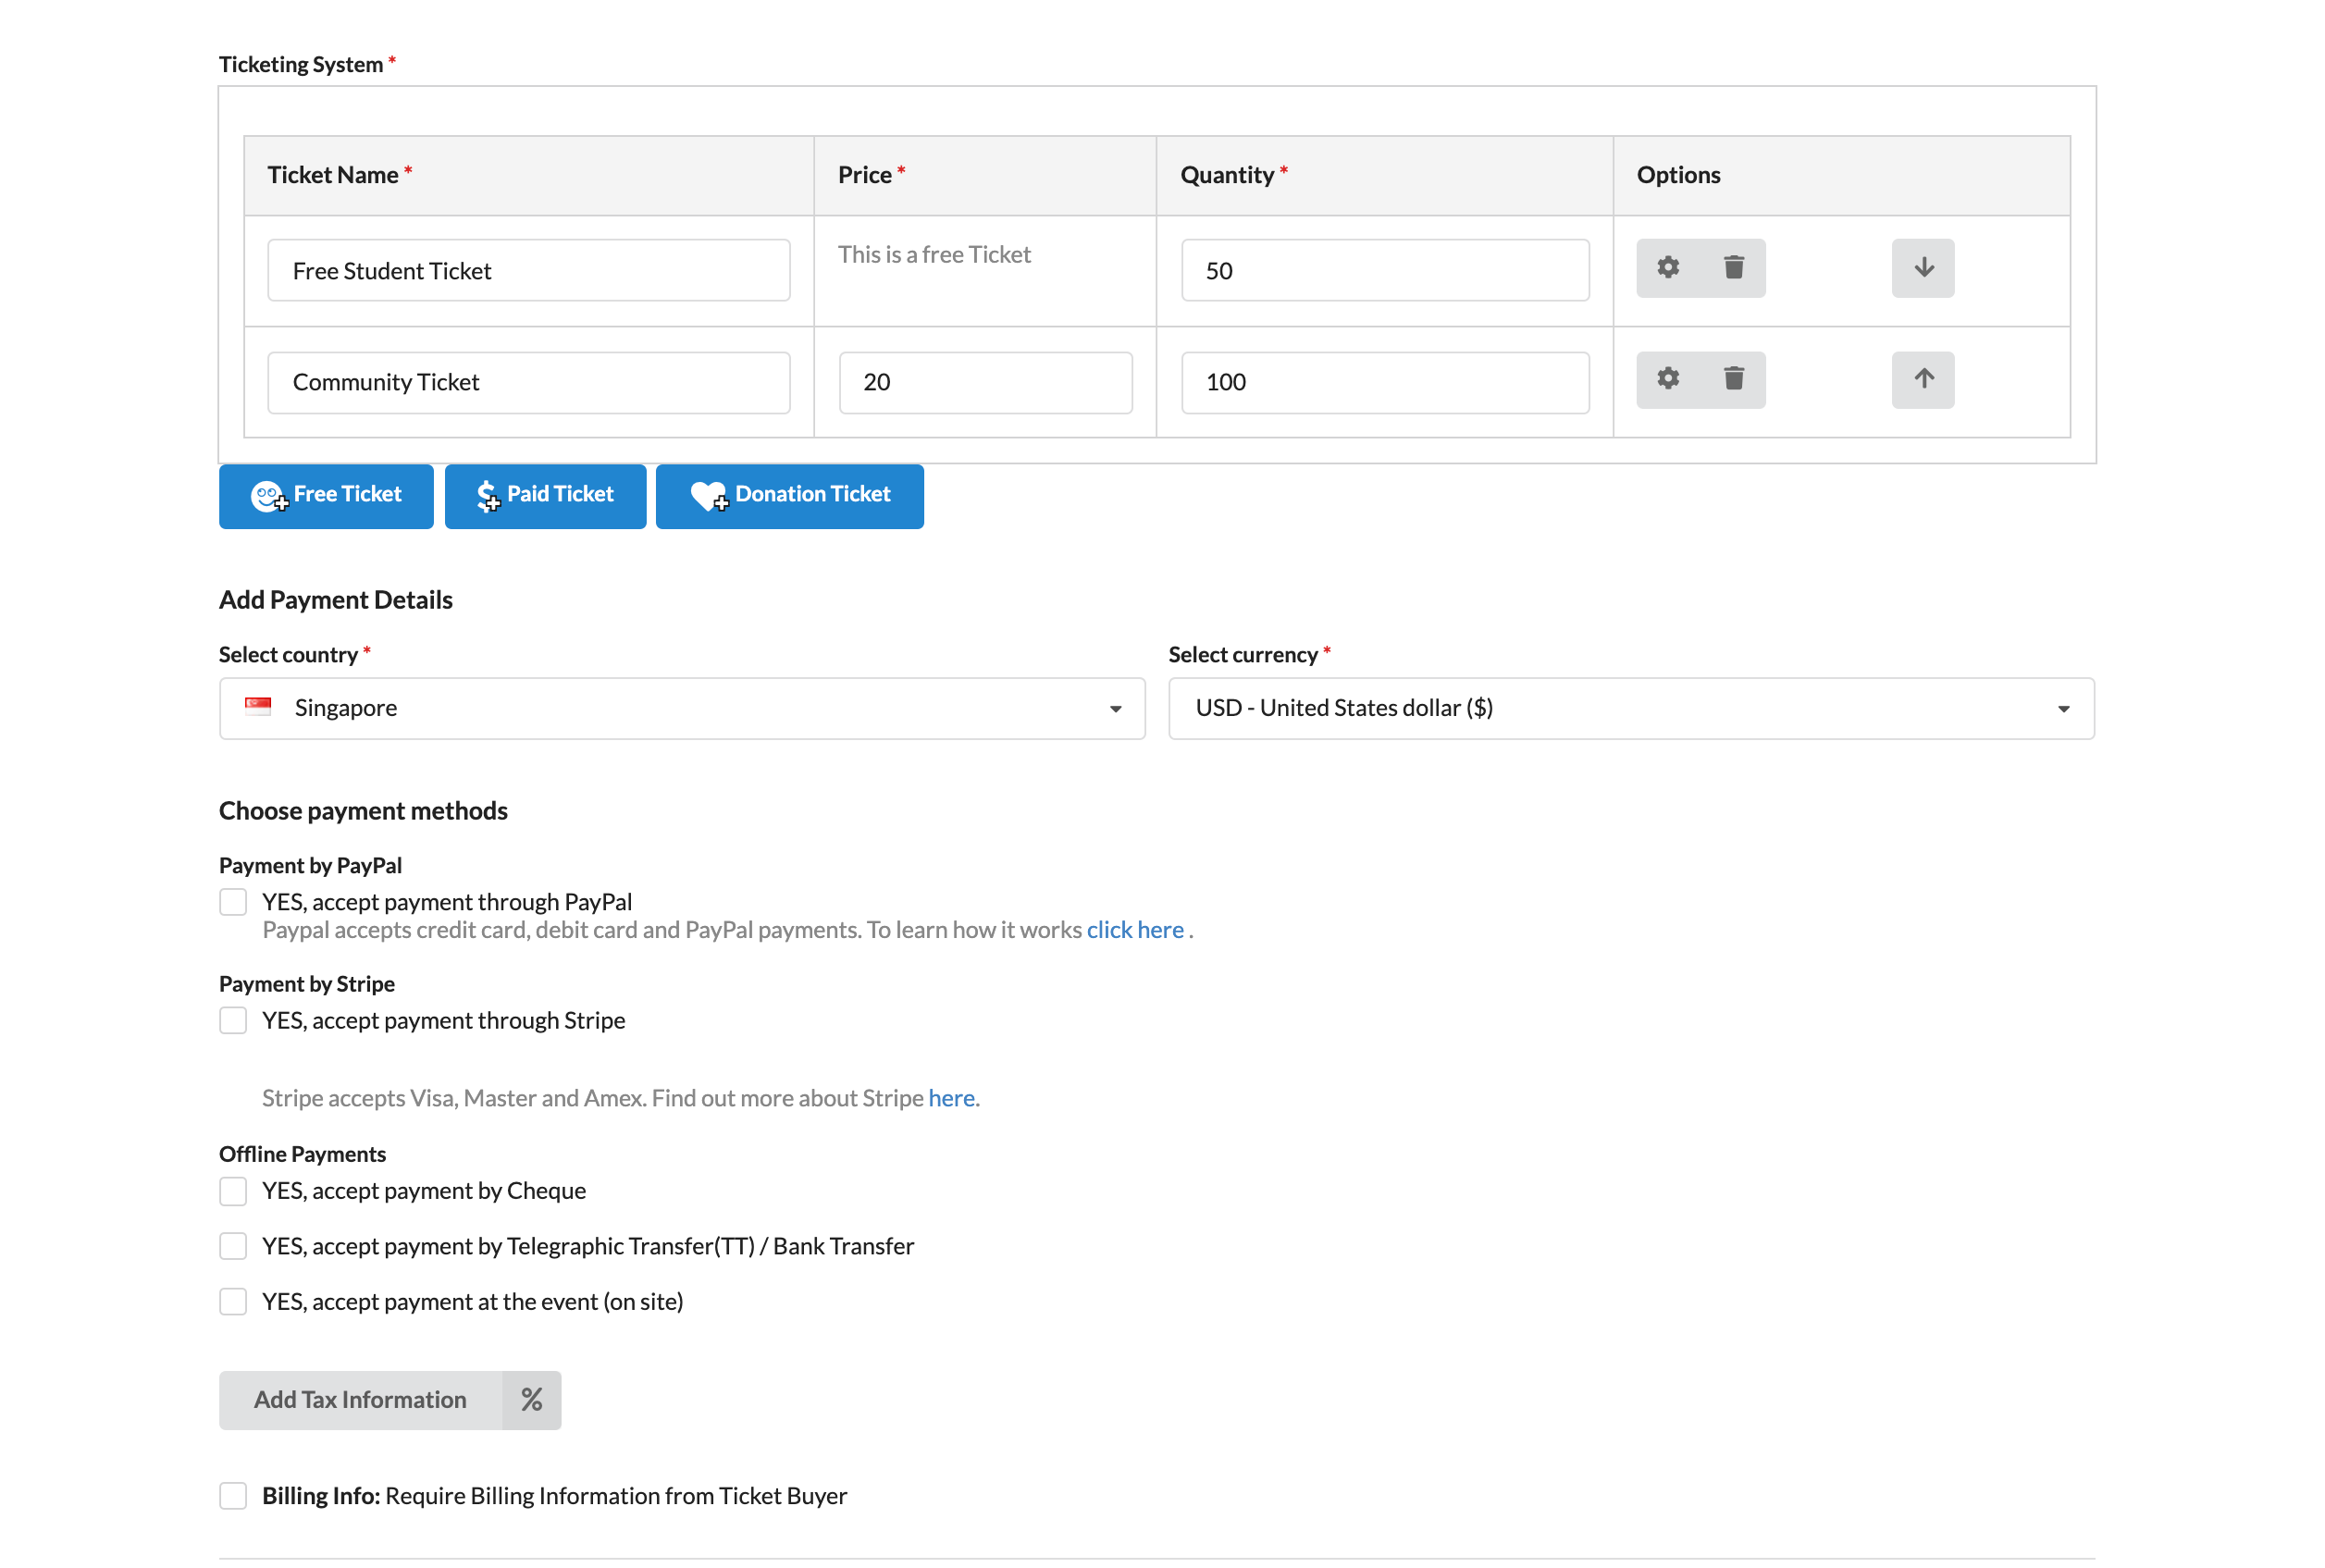 Ticketing System *
Ticket Name * Price * Quantity * Options
Free Student Ticket This is a free Ticket 50
Community Ticket 20 100
Free Ticket Paid Ticket Donation Ticket
Add Payment Details
Select country * Select currency *
Singapore USD - United States dollar ($)
Choose payment methods
Payment by PayPal
YES, accept payment through PayPal
Paypal accepts credit card, debit card and PayPal payments. To learn how it works click here .
Payment by Stripe
YES, accept payment through Stripe
Stripe accepts Visa, Master and Amex. Find out more about Stripe here.
Offline Payments
YES, accept payment by Cheque
YES, accept payment by Telegraphic Transfer(TT) / Bank Transfer
YES, accept payment at the event (on site)
Add Tax Information %
Billing Info: Require Billing Information from Ticket Buyer